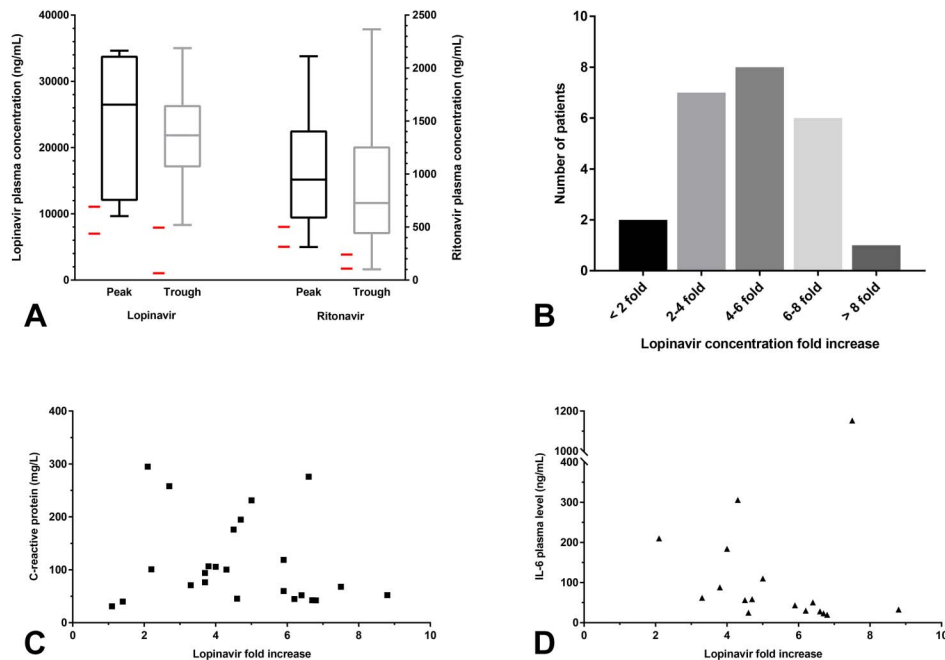 40000
30000
20000
10000
0
Lopinavir plasma concentration (ng/mL)
2500
2000
1500
1000
500
0
Ritonavir plasma concentration (ng/mL)
Peak Trough Peak Trough
Lopinavir Ritonavir
A
10
8
6
4
2
0
Number of patients
< 2 fold
2-4 fold
4-6 fold
6-8 fold
> 8 fold
Lopinavir concentration fold increase
B
400
300
200
100
0
C-reactive protein (mg/L)
0 2 4 6 8 10
Lopinavir fold increase
C
1200
1000
400
300
200
100
0
IL-6 plasma level (ng/mL)
0 2 4 6 8 10
Lopinavir fold increase
D